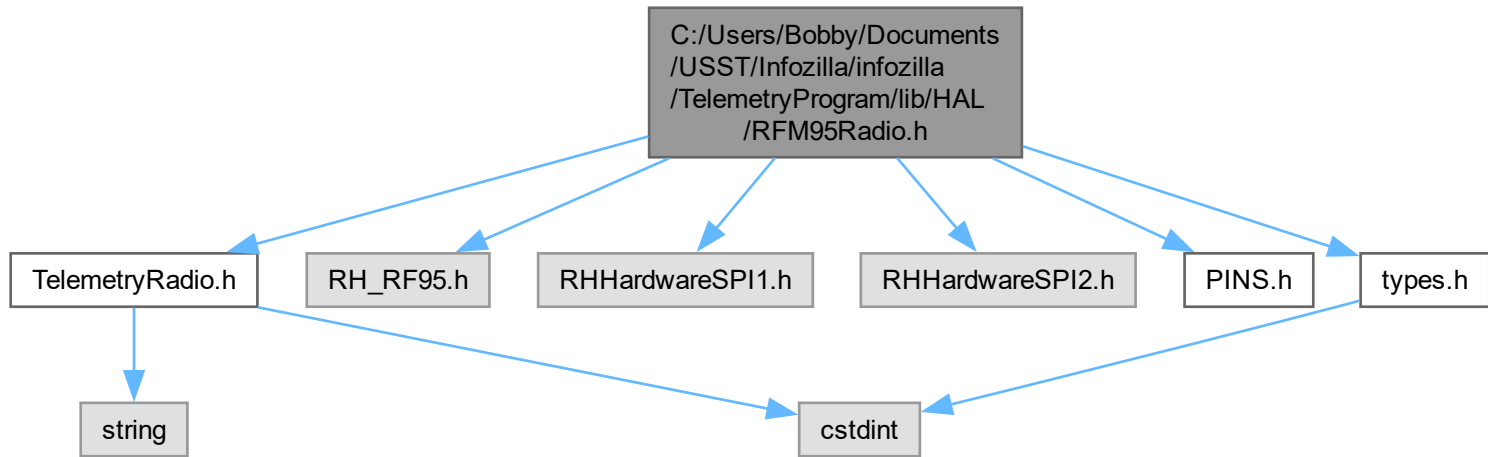 C:/Users/Bobby/Documents
/USST/Infozilla/infozilla
/TelemetryProgram/lib/HAL
/RFM95Radio.h
TelemetryRadio.h
RH_RF95.h
RHHardwareSPI1.h
RHHardwareSPI2.h
PINS.h
types.h
string
cstdint